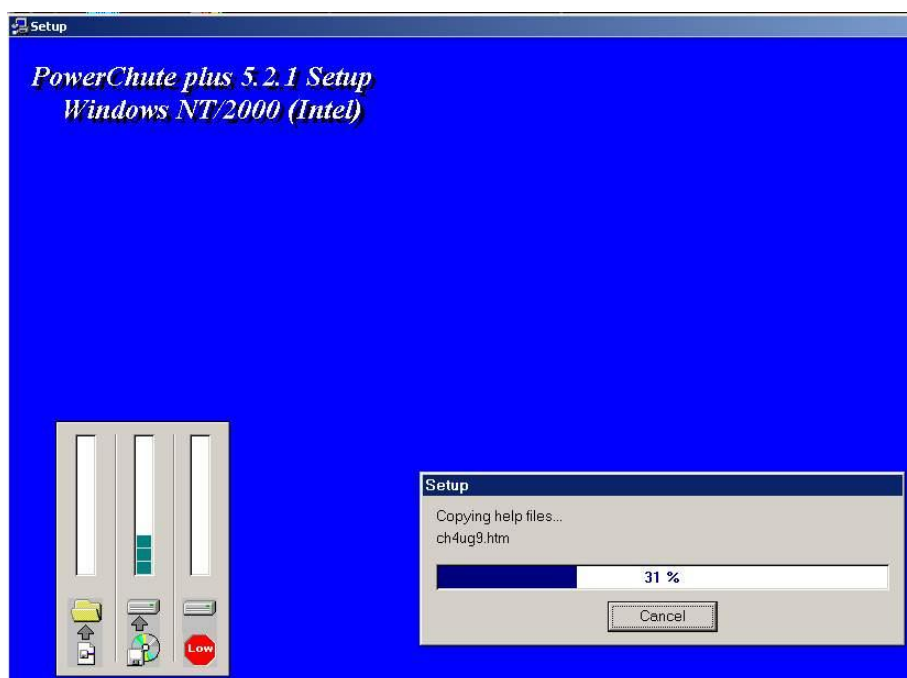 Setup
PowerChute plus 5.2.1 Setup
Windows NT/2000 (Intel)
Setup
Copying help files...
ch4ug9.htm
31 %
Cancel
Low